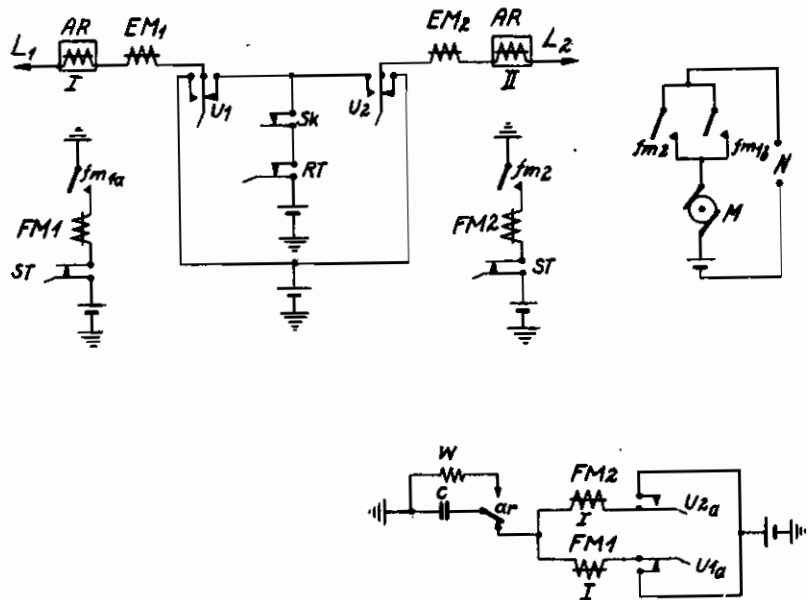 L1 AR EM1 EM2 AR L2
I II
U1 U2
SK
RT
fm1a fm2 fm2 fm1b N
FM1 FM2 M
ST ST
W
C ar
FM2 U2a
I
FM1 U1a
I